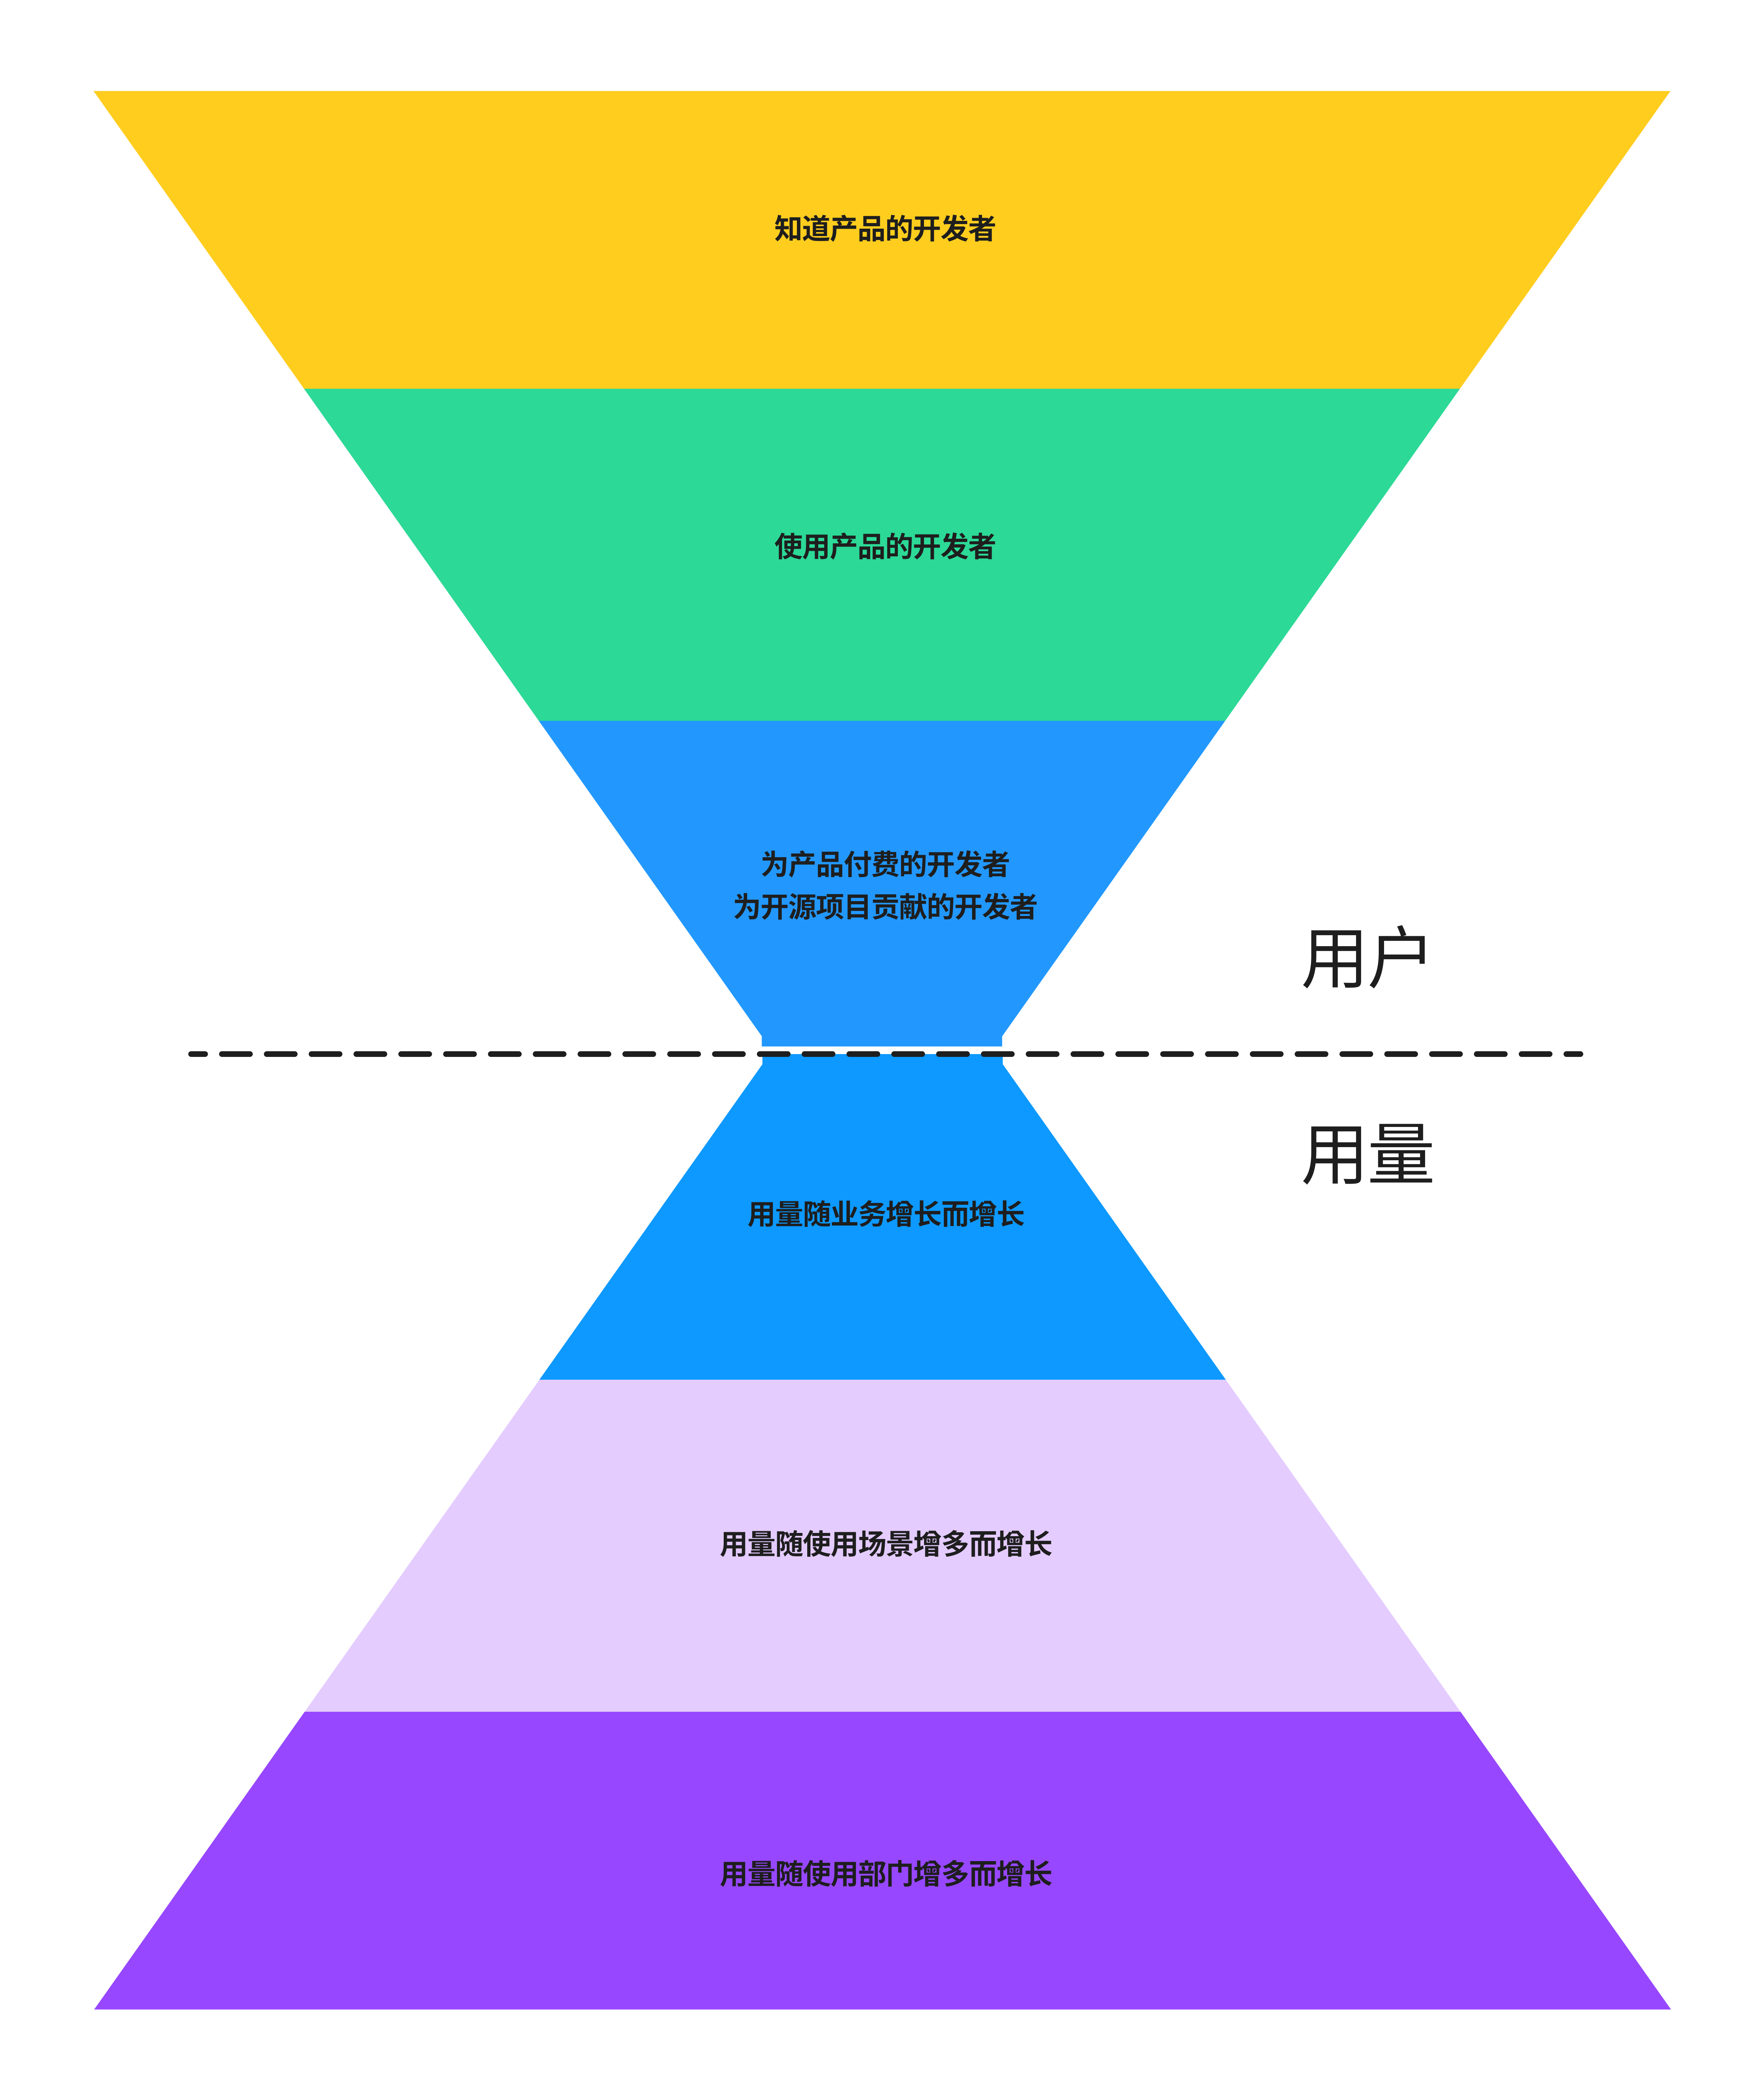 知道产品的开发者
使用产品的开发者
为产品付费的开发者
为开源项目贡献的开发者
用户
用量
用量随业务增长而增长
用量随使用场景增多而增长
用量随使用部门增多而增长